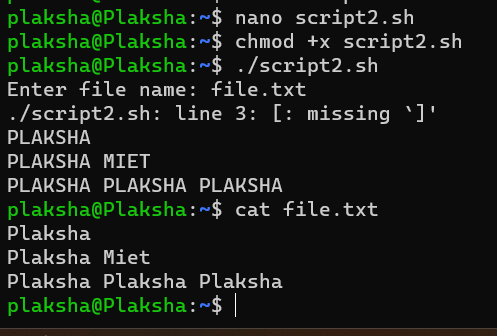 plaksha@Plaksha:~$ nano script2.sh
plaksha@Plaksha:~$ chmod +x script2.sh
plaksha@Plaksha:~$ ./script2.sh
Enter file name: file.txt
./script2.sh: line 3: [: missing `]'
PLAKSHA
PLAKSHA MIET
PLAKSHA PLAKSHA PLAKSHA
plaksha@Plaksha:~$ cat file.txt
Plaksha
Plaksha Miet
Plaksha Plaksha Plaksha
plaksha@Plaksha:~$